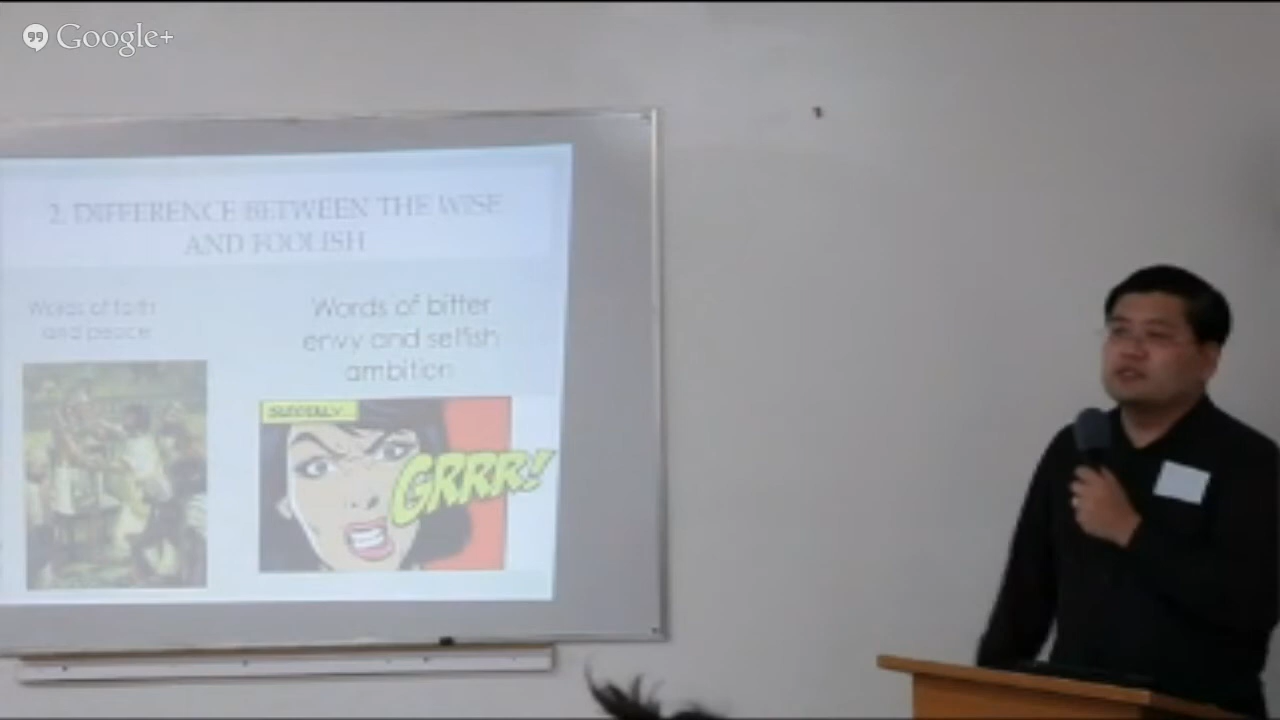 Google+
2. DIFFERENCE BETWEEN THE WISE
AND FOOLISH
Words of faith
and peace
Words of bitter
envy and selfish
ambition
SUDDENLY...
GRRR!